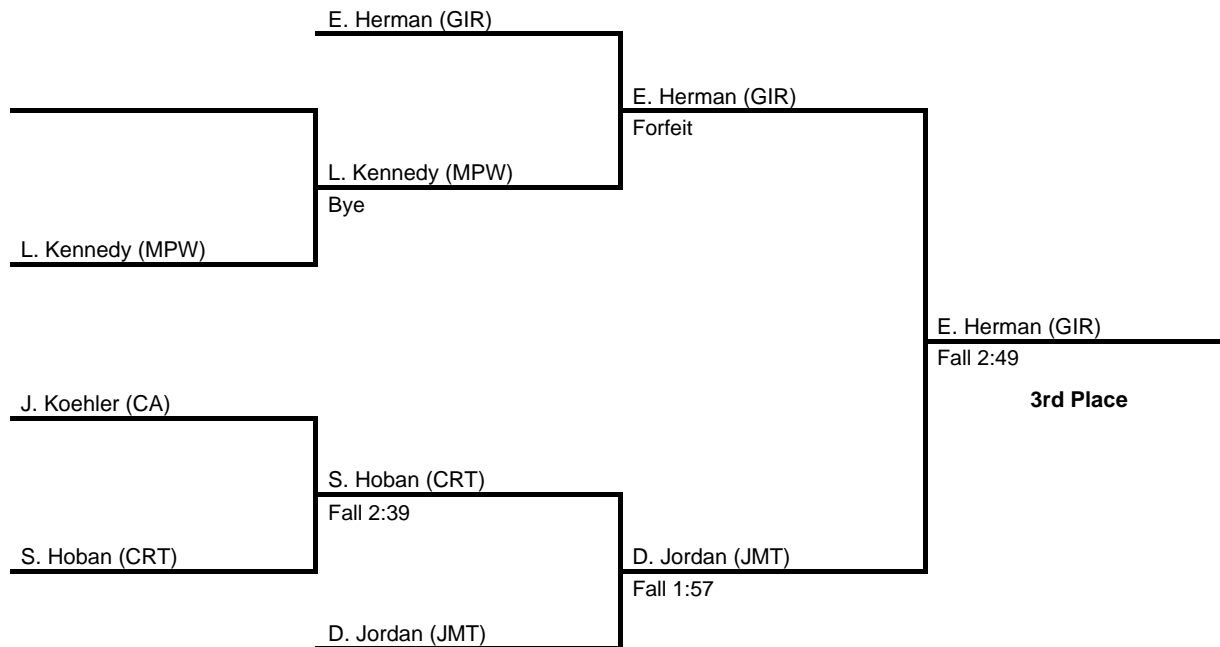 E. Herman (GIR)
E. Herman (GIR)
Forfeit
L. Kennedy (MPW)
Bye
L. Kennedy (MPW)
E. Herman (GIR)
Fall 2:49
3rd Place
J. Koehler (CA)
S. Hoban (CRT)
Fall 2:39
S. Hoban (CRT)
D. Jordan (JMT)
Fall 1:57
D. Jordan (JMT)